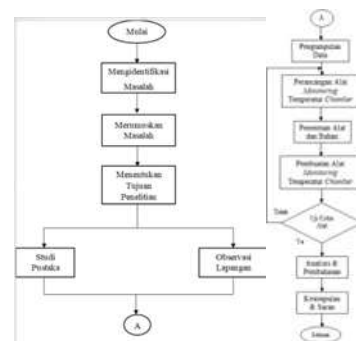 Mulai
Mengidentifikasi
Masalah
Merumuskan
Masalah
Menentukan
Tujuan
Penelitian
Studi
Pustaka
Observasi
Lapangan
A
A
Pengumpulan
Data
Perancangan Alat
Monitoring
Temperatur Chamber
Penentuan Alat
dan Bahan
Pembuatan Alat
Monitoring
Temperatur Chamber
Tidak
Uji Coba
Alat
Ya
Analisis &
Pembahasan
Kesimpulan
& Saran
Selesai